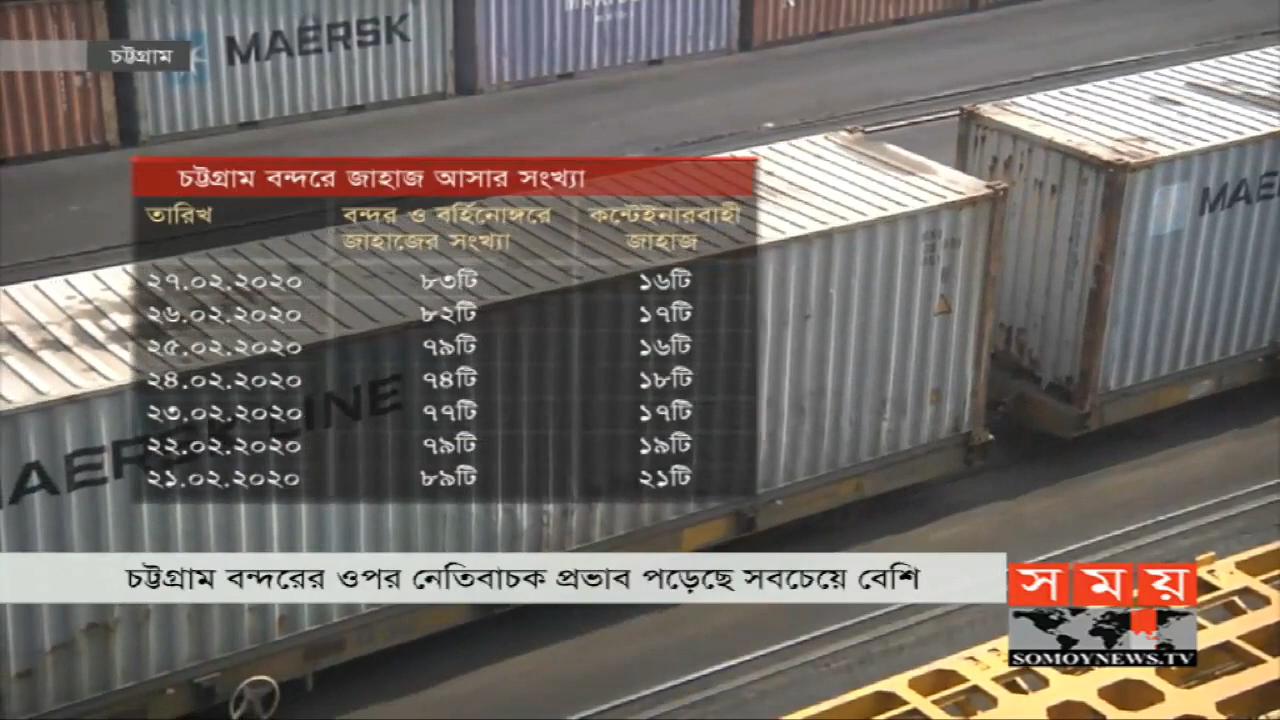 চট্টগ্রাম
MAERSK
চট্টগ্রাম বন্দরে জাহাজ আসার সংখ্যা
তারিখ বন্দর ও বর্হিনোঙ্গরে কন্টেইনারবাহী
জাহাজের সংখ্যা জাহাজ
২৭.০২.২০২০ ৮৩টি ১৬টি
২৬.০২.২০২০ ৮২টি ১৭টি
২৫.০২.২০২০ ৭৯টি ১৬টি
২৪.০২.২০২০ ৭৪টি ১৮টি
২৩.০২.২০২০ ৭৭টি ১৭টি
২২.০২.২০২০ ৭৯টি ১৯টি
২১.০২.২০২০ ৮৯টি ২১টি
MAE
MAERSK LINE
চট্টগ্রাম বন্দরের ওপর নেতিবাচক প্রভাব পড়েছে সবচেয়ে বেশি
সময়
SOMOYNEWS.TV